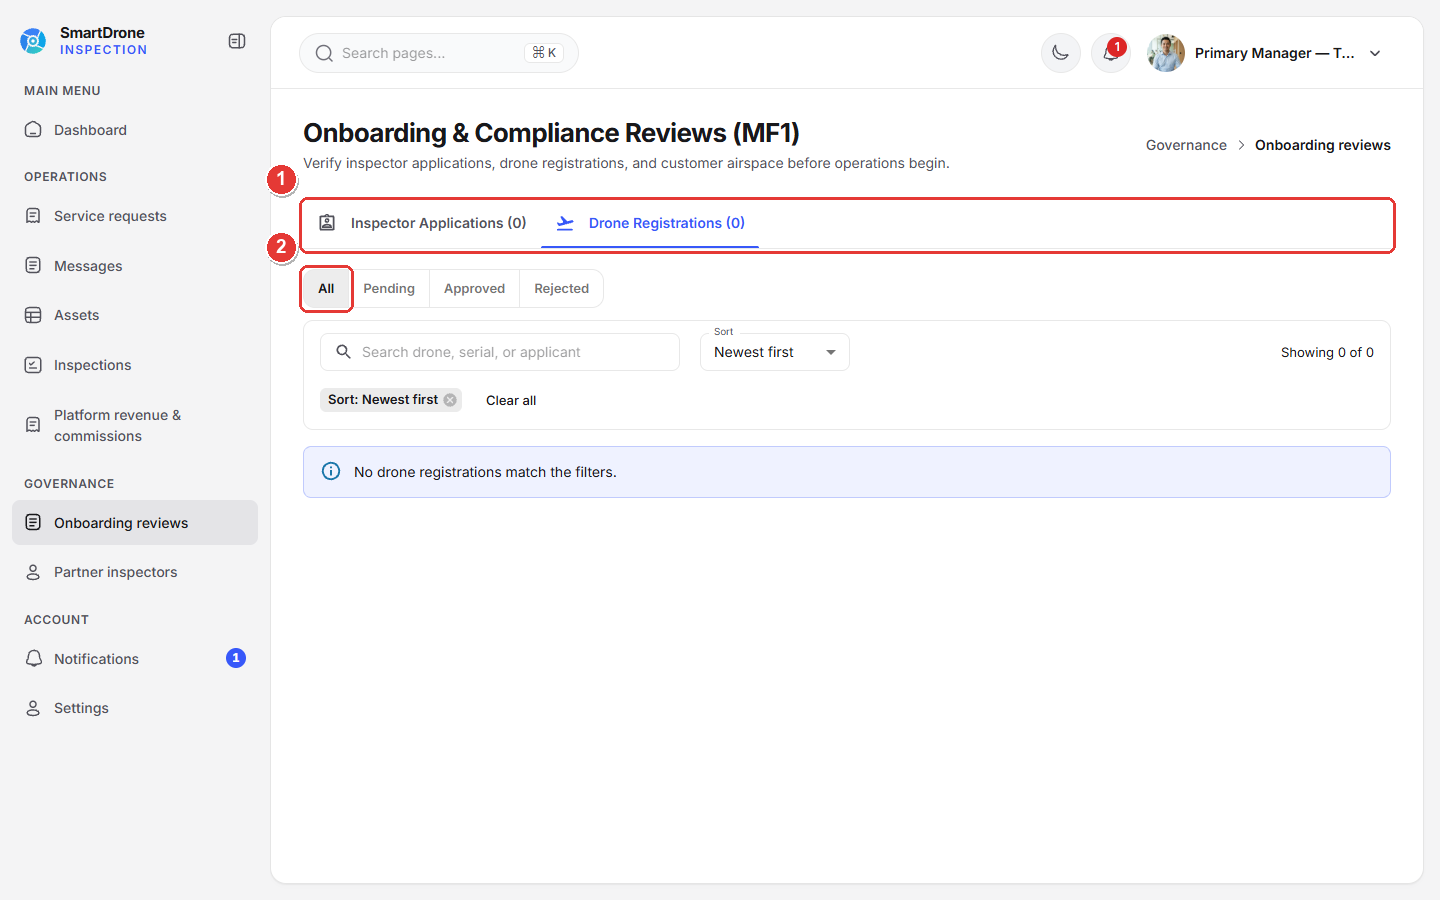 SmartDrone
INSPECTION
MAIN MENU
Dashboard
OPERATIONS
Service requests
Messages
Assets
Inspections
Platform revenue &
commissions
GOVERNANCE
Onboarding reviews
Partner inspectors
ACCOUNT
Notifications
1
Settings
Search pages...
⌘ K
1
Primary Manager — T...
Onboarding & Compliance Reviews (MF1)
Verify inspector applications, drone registrations, and customer airspace before operations begin.
Governance > Onboarding reviews
1
Inspector Applications (0)
Drone Registrations (0)
2
All
Pending
Approved
Rejected
Search drone, serial, or applicant
Sort
Newest first
Showing 0 of 0
Sort: Newest first
Clear all
No drone registrations match the filters.